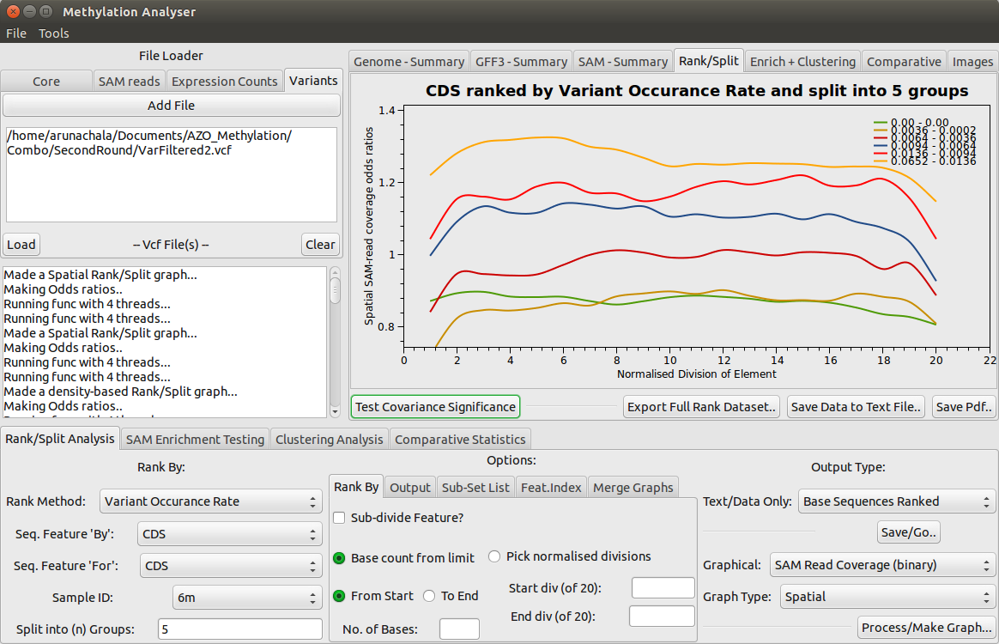 Methylation Analyser
File Tools
File Loader
Core SAM reads Expression Counts Variants
Add File
/home/arunachala/Documents/AZO_Methylation/
Combo/SecondRound/VarFiltered2.vcf
Load -- Vcf File(s) -- Clear
Made a Spatial Rank/Split graph...
Making Odds ratios..
Running func with 4 threads...
Running func with 4 threads...
Made a Spatial Rank/Split graph...
Making Odds ratios..
Running func with 4 threads...
Running func with 4 threads...
Made a density-based Rank/Split graph...
Making Odds ratios..
Genome - Summary GFF3 - Summary SAM - Summary Rank/Split Enrich + Clustering Comparative Images
CDS ranked by Variant Occurance Rate and split into 5 groups
Spatial SAM-read coverage odds ratios
1.4
1.2
1
0.8
0.00 - 0.00
0.0036 - 0.0002
0.0064 - 0.0036
0.0094 - 0.0064
0.0136 - 0.0094
0.0652 - 0.0136
0 2 4 6 8 10 12 14 16 18 20 22
Normalised Division of Element
Test Covariance Significance Export Full Rank Dataset.. Save Data to Text File.. Save Pdf..
Rank/Split Analysis SAM Enrichment Testing Clustering Analysis Comparative Statistics
Rank By:
Rank Method: Variant Occurance Rate
Seq. Feature 'By': CDS
Seq. Feature 'For': CDS
Sample ID: 6m
Split into (n) Groups: 5
Options:
Rank By Output Sub-Set List Feat.Index Merge Graphs
Sub-divide Feature?
Base count from limit Pick normalised divisions
From Start To End Start div (of 20):
No. of Bases: End div (of 20):
Output Type:
Text/Data Only: Base Sequences Ranked
Save/Go..
Graphical: SAM Read Coverage (binary)
Graph Type: Spatial
Process/Make Graph...